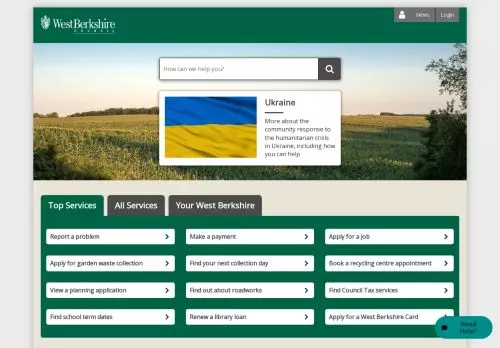 West Berkshire
COUNCIL
News
Login
How can we help you?
Ukraine
More about the
community response to
the humanitarian crisis
in Ukraine, including how
you can help
Top Services
All Services
Your West Berkshire
Report a problem
Make a payment
Apply for a job
Apply for garden waste collection
Find your next collection day
Book a recycling centre appointment
View a planning application
Find out about roadworks
Find Council Tax services
Find school term dates
Renew a library loan
Apply for a West Berkshire Card
Need
Help?